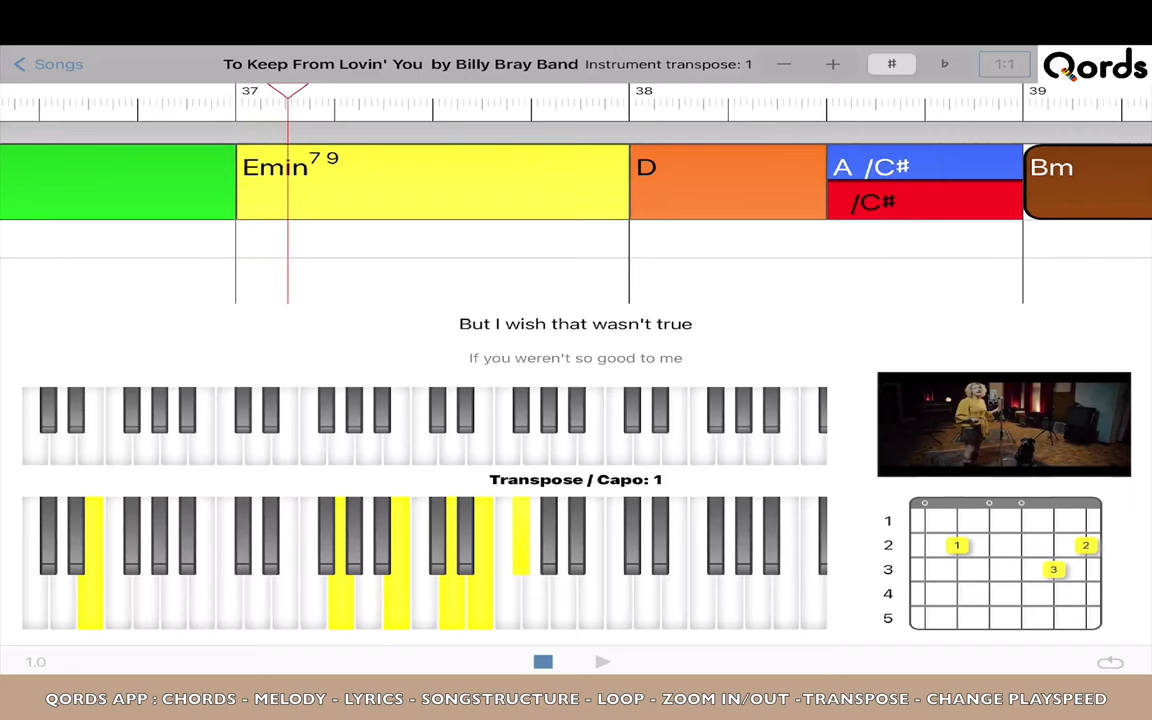 Songs
To Keep From Lovin' You by Billy Bray Band Instrument transpose: 1 − + # b 1:1
Qords
37 38 39
Emin7 9 D A /C# Bm
/C#
But I wish that wasn't true
If you weren't so good to me
Transpose / Capo: 1
1
2 1 2
3 3
4
5
1.0
QORDS APP : CHORDS - MELODY - LYRICS - SONGSTRUCTURE - LOOP - ZOOM IN/OUT -TRANSPOSE - CHANGE PLAYSPEED